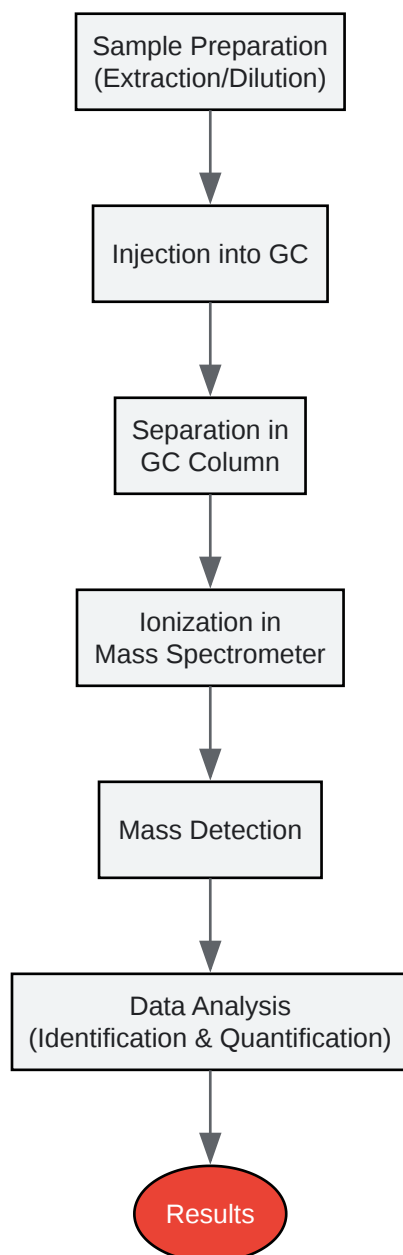 Sample Preparation
(Extraction/Dilution)
Injection into GC
Separation in
GC Column
Ionization in
Mass Spectrometer
Mass Detection
Data Analysis
(Identification & Quantification)
Results